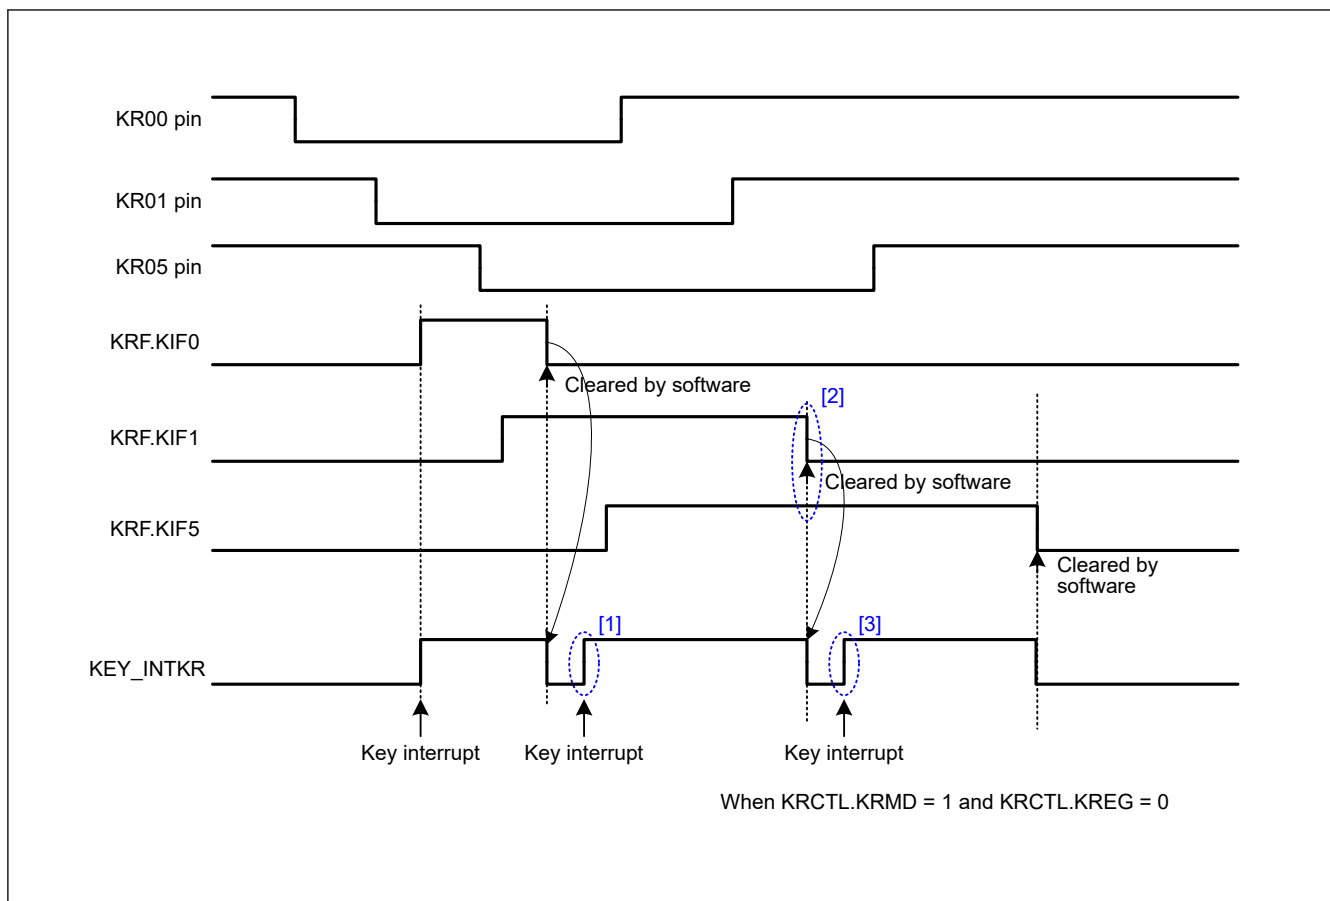 KR00 pin
KR01 pin
KR05 pin
KRF.KIF0
Cleared by software
[2]
KRF.KIF1
Cleared by software
KRF.KIF5
Cleared by
software
[1]
[3]
KEY_INTKR
Key interrupt
Key interrupt
Key interrupt
When KRCTL.KRMD = 1 and KRCTL.KREG = 0